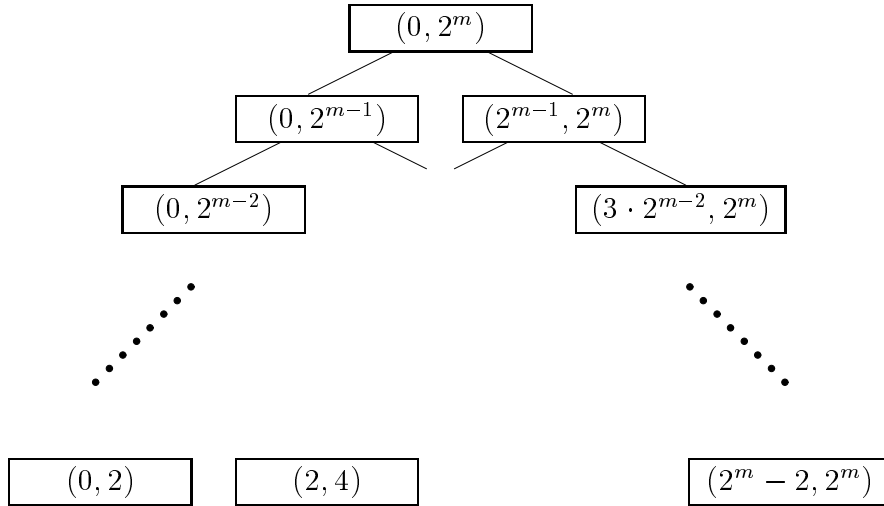 (0, 2^m)
(0, 2^{m−1}) (2^{m−1}, 2^m)
(0, 2^{m−2}) (3 · 2^{m−2}, 2^m)
(0, 2) (2, 4) (2^m − 2, 2^m)